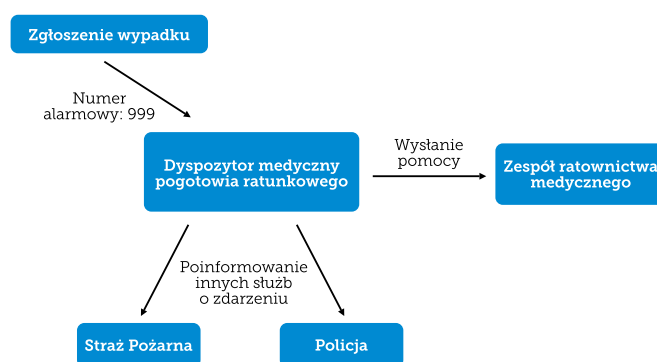 Zgłoszenie wypadku
Numer
alarmowy: 999
Dyspozytor medyczny
pogotowia ratunkowego
Wysłanie
pomocy
Zespół ratownictwa
medycznego
Poinformowanie
innych służb
o zdarzeniu
Straż Pożarna
Policja